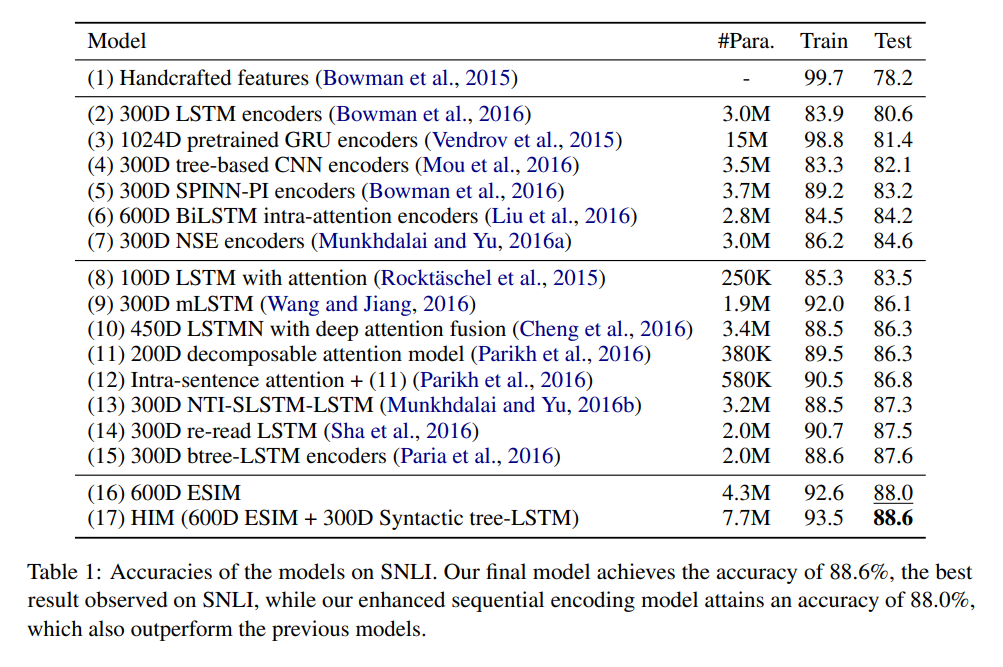 Model #Para. Train Test
(1) Handcrafted features (Bowman et al., 2015) - 99.7 78.2
(2) 300D LSTM encoders (Bowman et al., 2016) 3.0M 83.9 80.6
(3) 1024D pretrained GRU encoders (Vendrov et al., 2015) 15M 98.8 81.4
(4) 300D tree-based CNN encoders (Mou et al., 2016) 3.5M 83.3 82.1
(5) 300D SPINN-PI encoders (Bowman et al., 2016) 3.7M 89.2 83.2
(6) 600D BiLSTM intra-attention encoders (Liu et al., 2016) 2.8M 84.5 84.2
(7) 300D NSE encoders (Munkhdalai and Yu, 2016a) 3.0M 86.2 84.6
(8) 100D LSTM with attention (Rocktäschel et al., 2015) 250K 85.3 83.5
(9) 300D mLSTM (Wang and Jiang, 2016) 1.9M 92.0 86.1
(10) 450D LSTMN with deep attention fusion (Cheng et al., 2016) 3.4M 88.5 86.3
(11) 200D decomposable attention model (Parikh et al., 2016) 380K 89.5 86.3
(12) Intra-sentence attention + (11) (Parikh et al., 2016) 580K 90.5 86.8
(13) 300D NTI-SLSTM-LSTM (Munkhdalai and Yu, 2016b) 3.2M 88.5 87.3
(14) 300D re-read LSTM (Sha et al., 2016) 2.0M 90.7 87.5
(15) 300D btree-LSTM encoders (Paria et al., 2016) 2.0M 88.6 87.6
(16) 600D ESIM 4.3M 92.6 88.0
(17) HIM (600D ESIM + 300D Syntactic tree-LSTM) 7.7M 93.5 88.6
Table 1: Accuracies of the models on SNLI. Our final model achieves the accuracy of 88.6%, the best
result observed on SNLI, while our enhanced sequential encoding model attains an accuracy of 88.0%,
which also outperform the previous models.